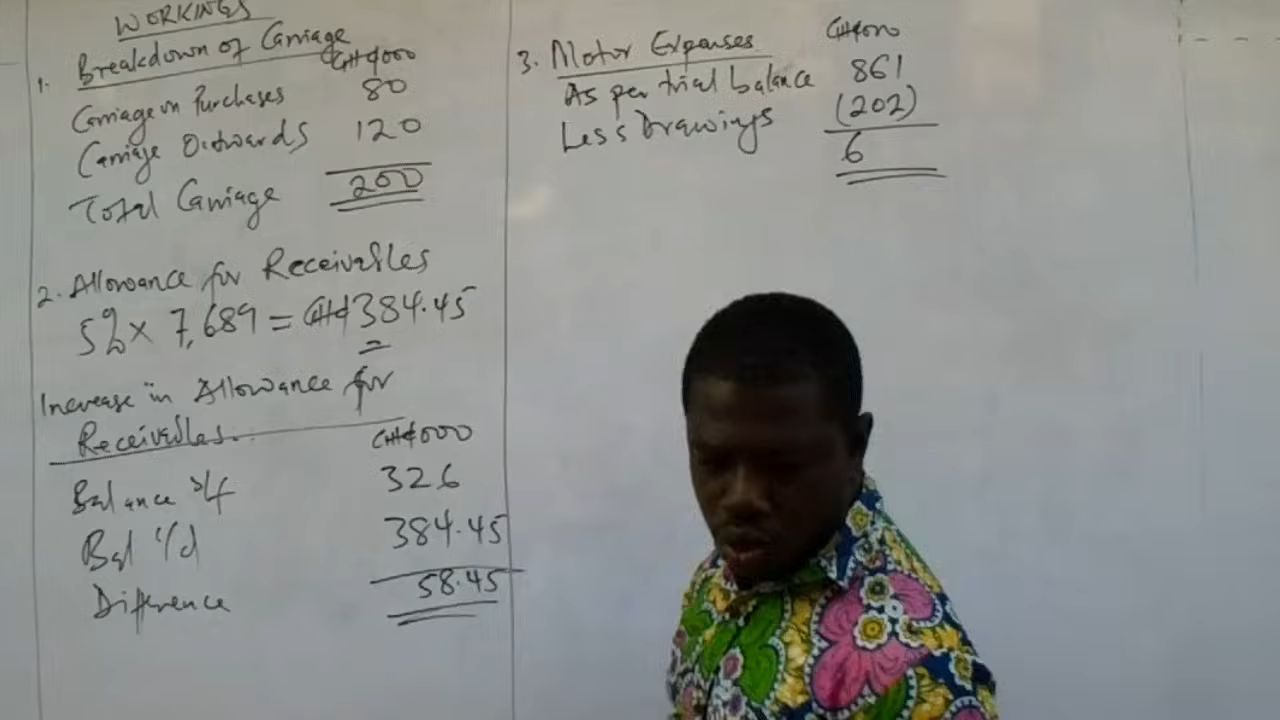 WORKINGS
1. Breakdown of Carriage
GH¢000
Carriage on Purchases 80
Carriage Outwards 120
Total Carriage 200
2. Allowance for Receivables
5% x 7,689 = GH¢384.45
Increase in Allowance for
Receivables.
GH¢000
Balance b/f 326
Bal c/d 384.45
Difference 58.45
3. Motor Expenses GH¢000
As per trial balance 861
Less Drawings (202)
6